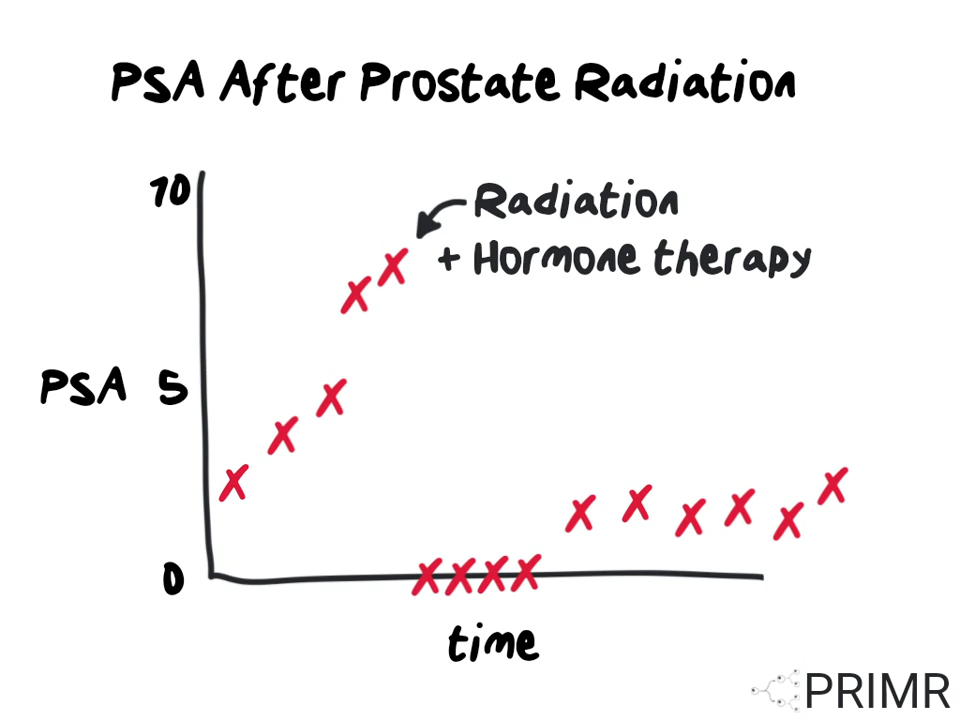 PSA After Prostate Radiation
10
Radiation
+ Hormone therapy
PSA 5
0
time
PRIMR